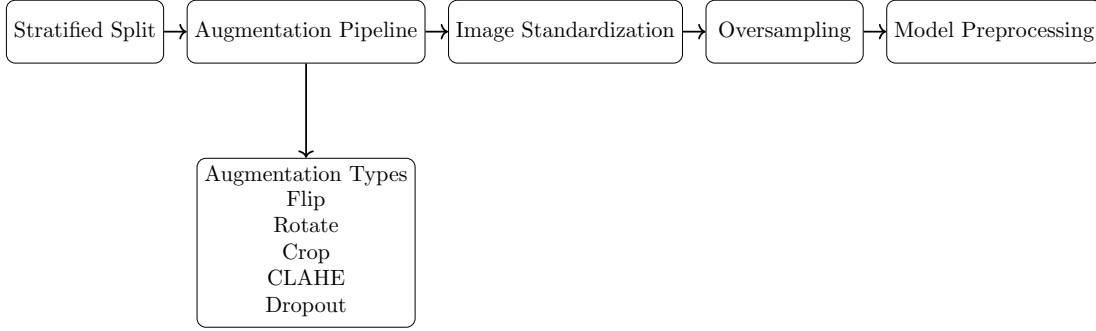 Stratified Split
Augmentation Pipeline
Image Standardization
Oversampling
Model Preprocessing
Augmentation Types
Flip
Rotate
Crop
CLAHE
Dropout